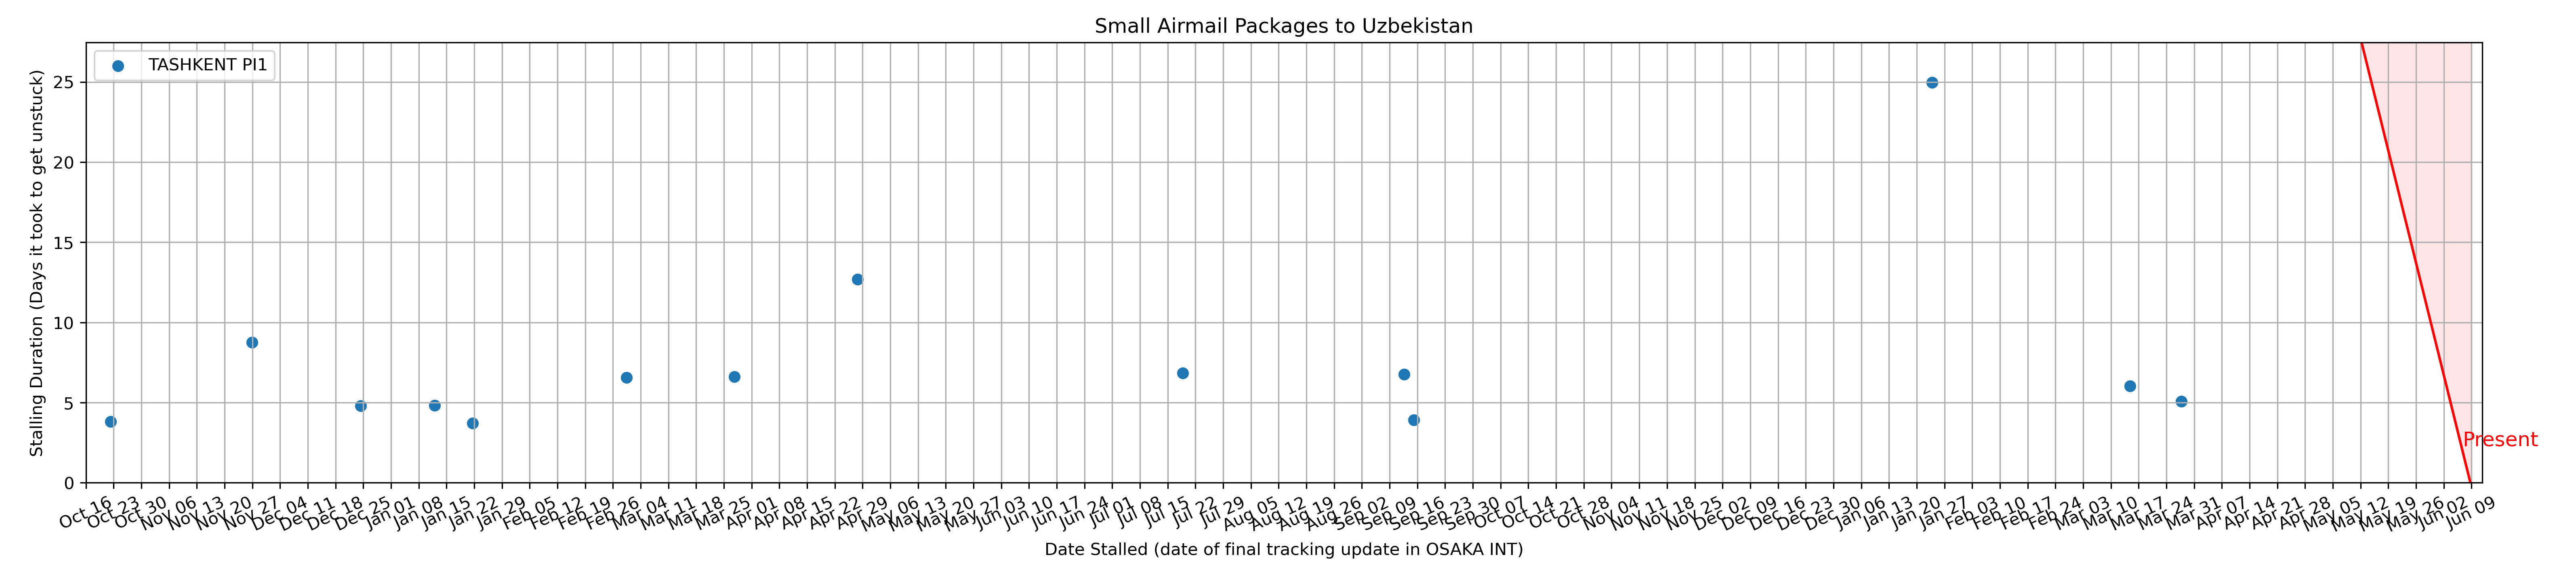 Small Airmail Packages to Uzbekistan
TASHKENT PI1
Stalling Duration (Days it took to get unstuck)
25
20
15
10
5
0
Present
Oct 16
Oct 23
Oct 30
Nov 06
Nov 13
Nov 20
Nov 27
Dec 04
Dec 11
Dec 18
Dec 25
Jan 01
Jan 08
Jan 15
Jan 22
Jan 29
Feb 05
Feb 12
Feb 19
Feb 26
Mar 04
Mar 11
Mar 18
Mar 25
Apr 01
Apr 08
Apr 15
Apr 22
Apr 29
May 06
May 13
May 20
May 27
Jun 03
Jun 10
Jun 17
Jun 24
Jul 01
Jul 08
Jul 15
Jul 22
Jul 29
Aug 05
Aug 12
Aug 19
Aug 26
Sep 02
Sep 09
Sep 16
Sep 23
Sep 30
Oct 07
Oct 14
Oct 21
Oct 28
Nov 04
Nov 11
Nov 18
Nov 25
Dec 02
Dec 09
Dec 16
Dec 23
Dec 30
Jan 06
Jan 13
Jan 20
Jan 27
Feb 03
Feb 10
Feb 17
Feb 24
Mar 03
Mar 10
Mar 17
Mar 24
Mar 31
Apr 07
Apr 14
Apr 21
Apr 28
May 05
May 12
May 19
May 26
Jun 02
Jun 09
Date Stalled (date of final tracking update in OSAKA INT)